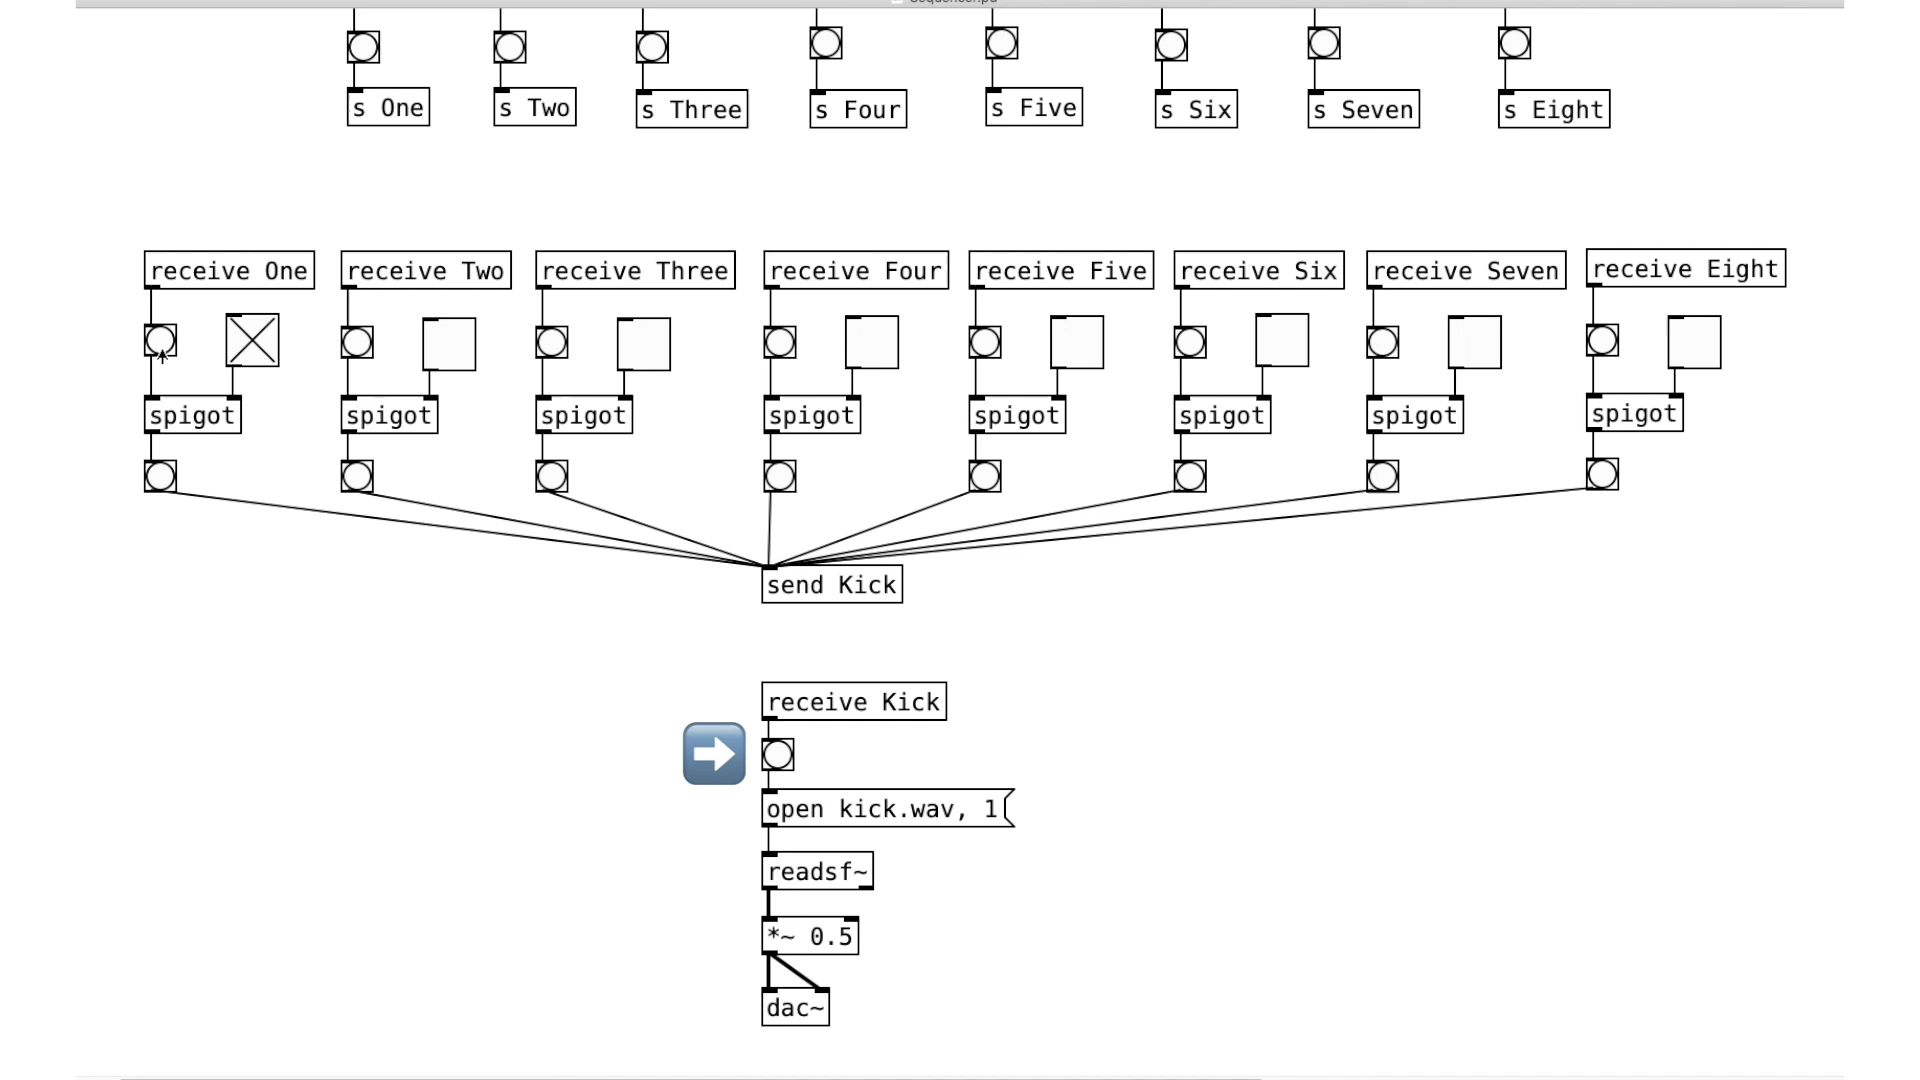 s One
s Two
s Three
s Four
s Five
s Six
s Seven
s Eight
receive One
receive Two
receive Three
receive Four
receive Five
receive Six
receive Seven
receive Eight
spigot
spigot
spigot
spigot
spigot
spigot
spigot
spigot
send Kick
receive Kick
open kick.wav, 1
readsf~
*~ 0.5
dac~